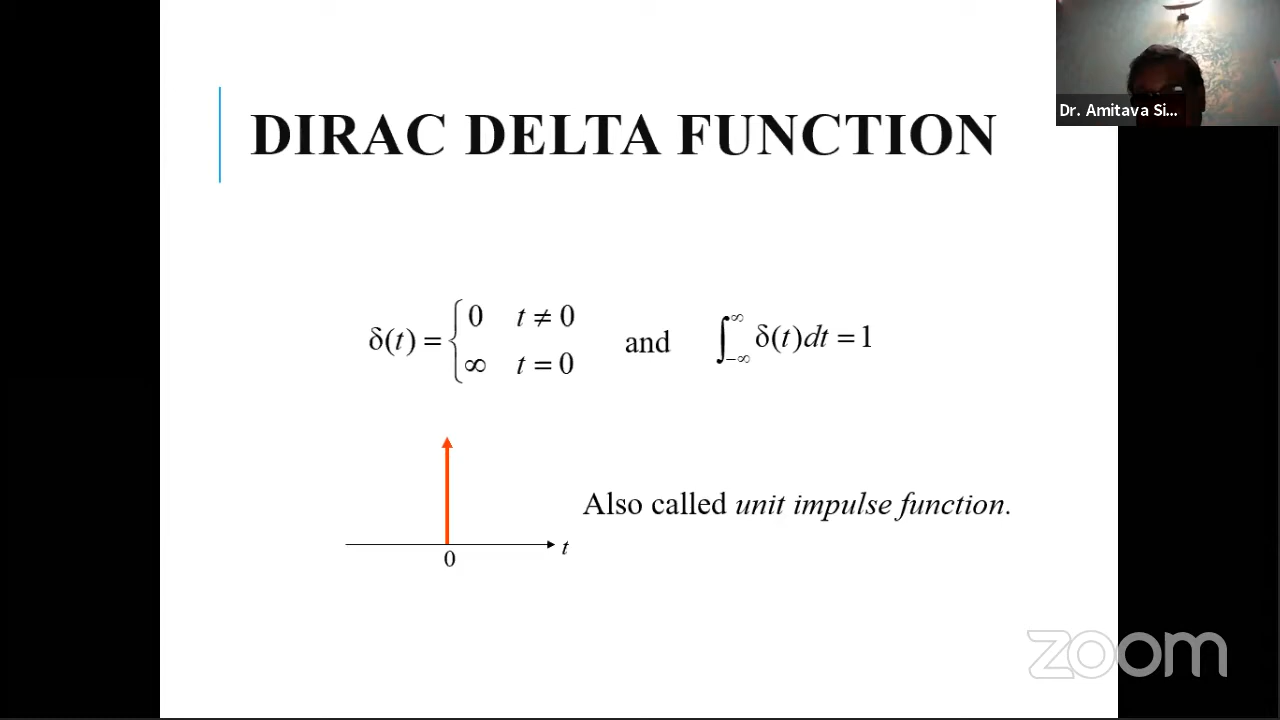 Dr. Amitava Si...
DIRAC DELTA FUNCTION
δ(t) = { 0 t ≠ 0
∞ t = 0
and
∫_{-∞}^{∞} δ(t)dt = 1
Also called unit impulse function.
t
0
zoom